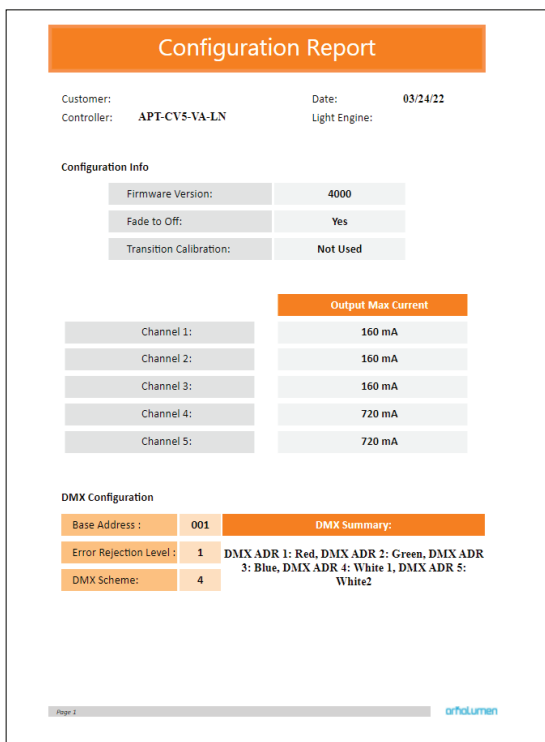 Configuration Report
Customer:
Date: 03/24/22
Controller: APT-CV5-VA-LN
Light Engine:
Configuration Info
Firmware Version: 4000
Fade to Off: Yes
Transition Calibration: Not Used
Output Max Current
Channel 1: 160 mA
Channel 2: 160 mA
Channel 3: 160 mA
Channel 4: 720 mA
Channel 5: 720 mA
DMX Configuration
Base Address : 001
Error Rejection Level : 1
DMX Scheme: 4
DMX Summary:
DMX ADR 1: Red, DMX ADR 2: Green, DMX ADR
3: Blue, DMX ADR 4: White 1, DMX ADR 5:
White2
Page 1